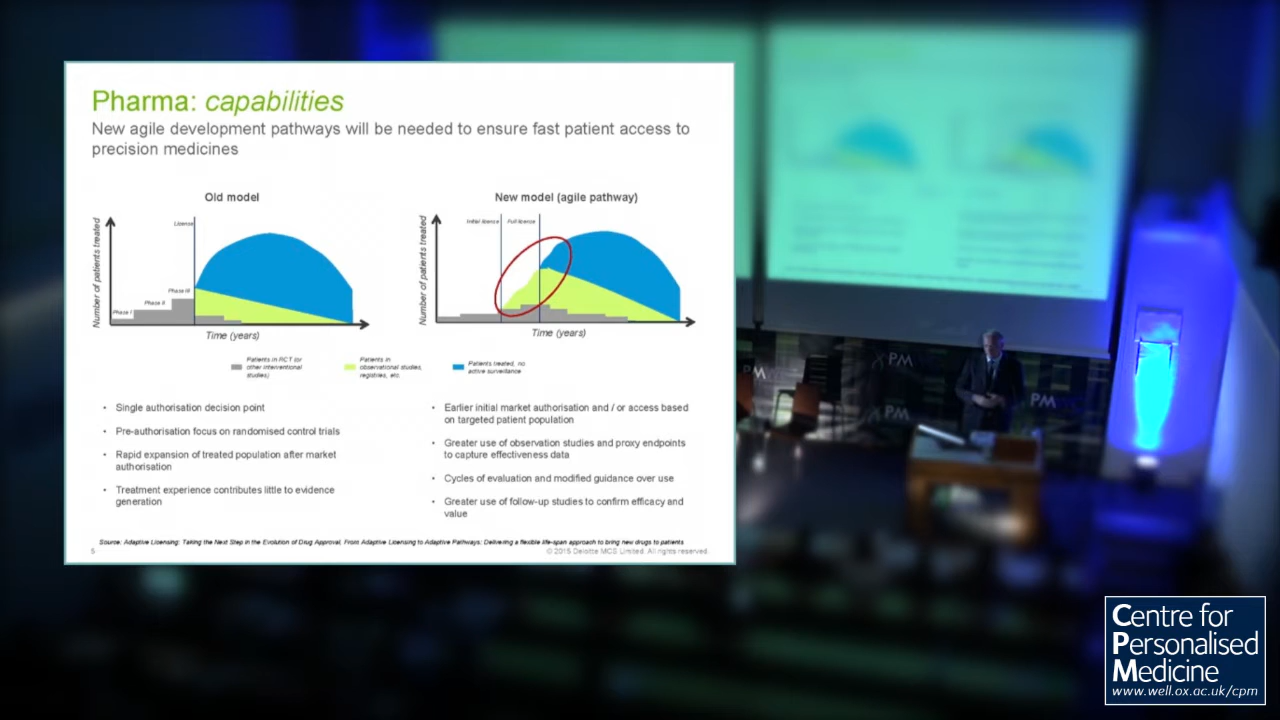 Pharma: capabilities
New agile development pathways will be needed to ensure fast patient access to
precision medicines
Old model
Number of patients treated
License
Phase I
Phase II
Phase III
Time (years)
New model (agile pathway)
Number of patients treated
Initial licence
Full licence
Time (years)
Patients in RCT (or
other interventional
studies)
Patients in
observational studies,
registries, etc.
Patients treated, no
active surveillance
• Single authorisation decision point
• Pre-authorisation focus on randomised control trials
• Rapid expansion of treated population after market
authorisation
• Treatment experience contributes little to evidence
generation
• Earlier initial market authorisation and / or access based
on targeted patient population
• Greater use of observation studies and proxy endpoints
to capture effectiveness data
• Cycles of evaluation and modified guidance over use
• Greater use of follow-up studies to confirm efficacy and
value
Source: Adaptive Licensing: Taking the Next Step in the Evolution of Drug Approval, From Adaptive Licensing to Adaptive Pathways: Delivering a flexible life-span approach to bring new drugs to patients
5
© 2015 Deloitte MCS Limited. All rights reserved
XPM
PM
PM
PM
Centre for
Personalised
Medicine
www.well.ox.ac.uk/cpm